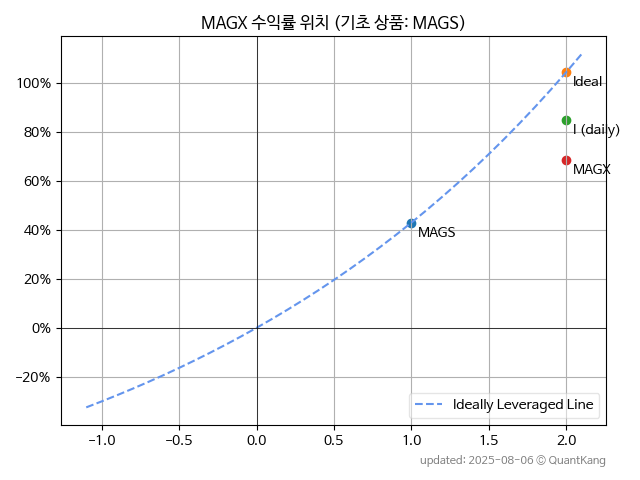 MAGX 수익률 위치 (기초 상품: MAGS)
100%
80%
60%
40%
20%
0%
−20%
Ideal
I (daily)
MAGX
MAGS
Ideally Leveraged Line
−1.0
−0.5
0.0
0.5
1.0
1.5
2.0
updated: 2025-08-06 © QuantKang